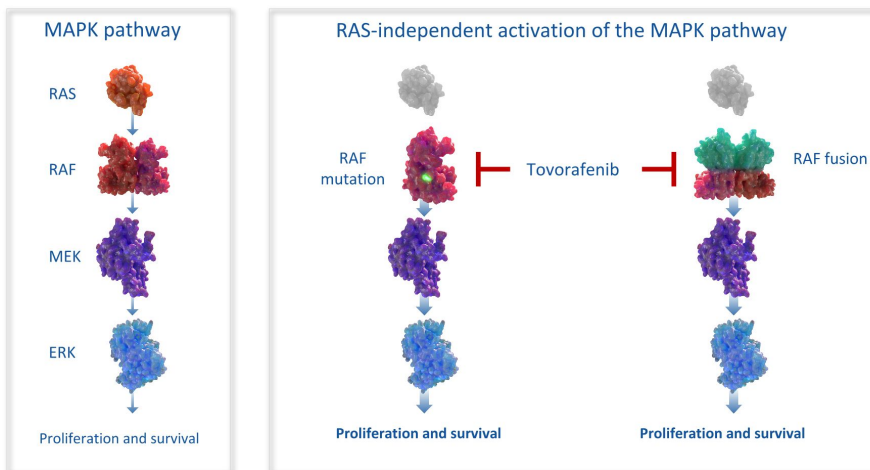 MAPK pathway
RAS
RAF
MEK
ERK
Proliferation and survival
RAS-independent activation of the MAPK pathway
RAF
mutation
Tovorafenib
RAF fusion
Proliferation and survival
Proliferation and survival